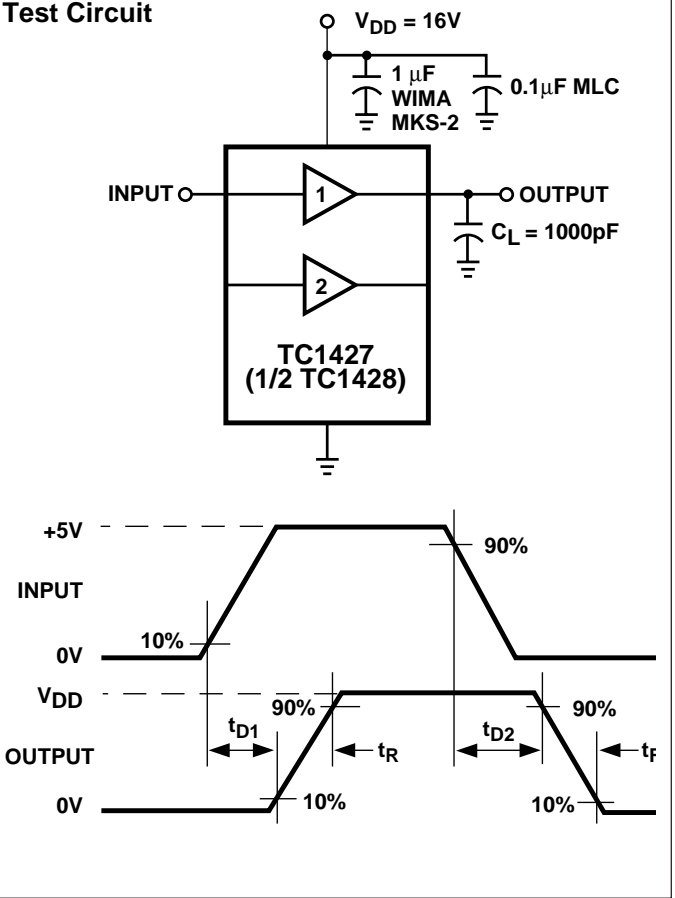 Test Circuit
V_DD = 16V
1 µF
WIMA
MKS-2
0.1µF MLC
INPUT
1
OUTPUT
C_L = 1000pF
2
TC1427
(1/2 TC1428)
+5V
90%
INPUT
10%
0V
V_DD
90%
t_D1
t_R
t_D2
90%
t_F
OUTPUT
10%
10%
0V